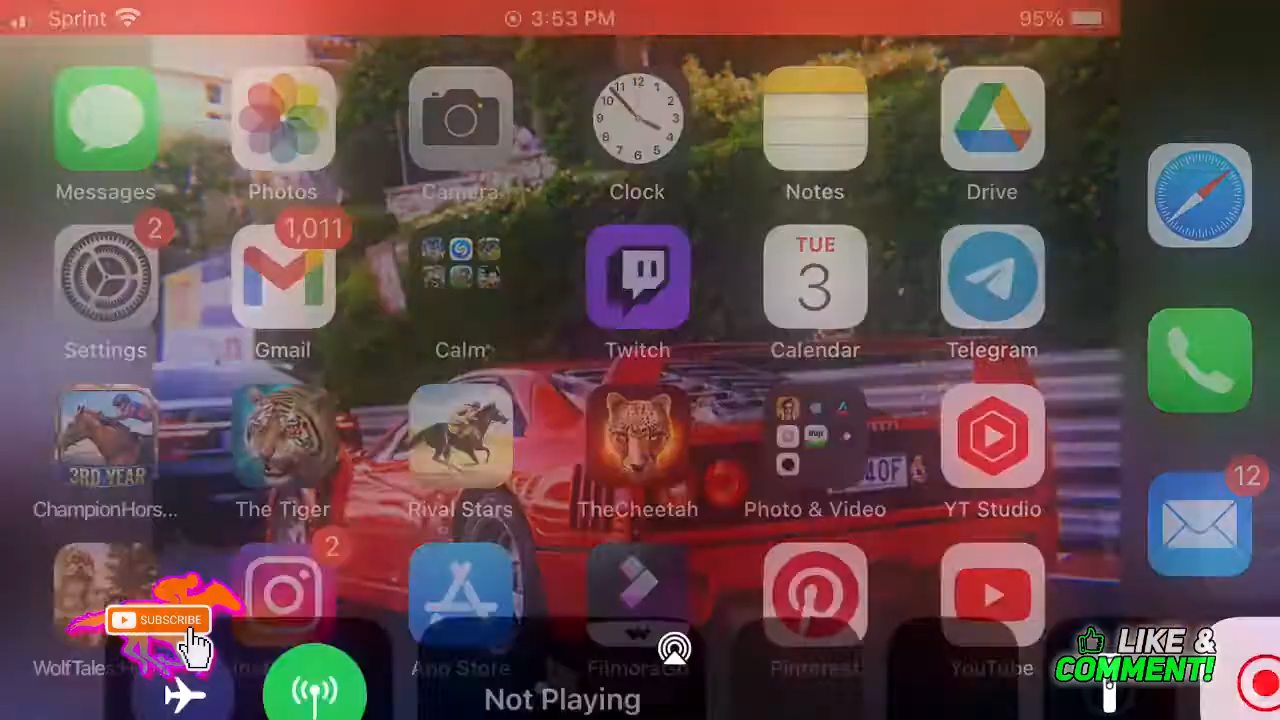 Sprint 3:53 PM 95%
Messages Photos Camera Clock Notes Drive
2 1,011 TUE
3
Settings Gmail Calm Twitch Calendar Telegram
12
3RD YEAR 40F
ChampionHors... The Tiger Rival Stars TheCheetah Photo & Video YT Studio
2
SUBSCRIBE
LIKE &
COMMENT!
App Store Filmora Pinterest YouTube
Not Playing